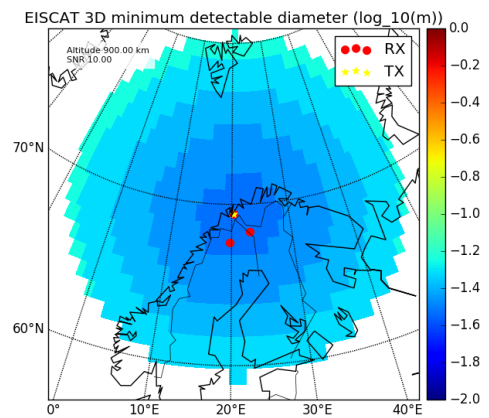 EISCAT 3D minimum detectable diameter (log_10(m))
Altitude 900.00 km
SNR 10.00
RX
TX
70°N
60°N
0°
10°E
20°E
30°E
40°E
0.0
−0.2
−0.4
−0.6
−0.8
−1.0
−1.2
−1.4
−1.6
−1.8
−2.0